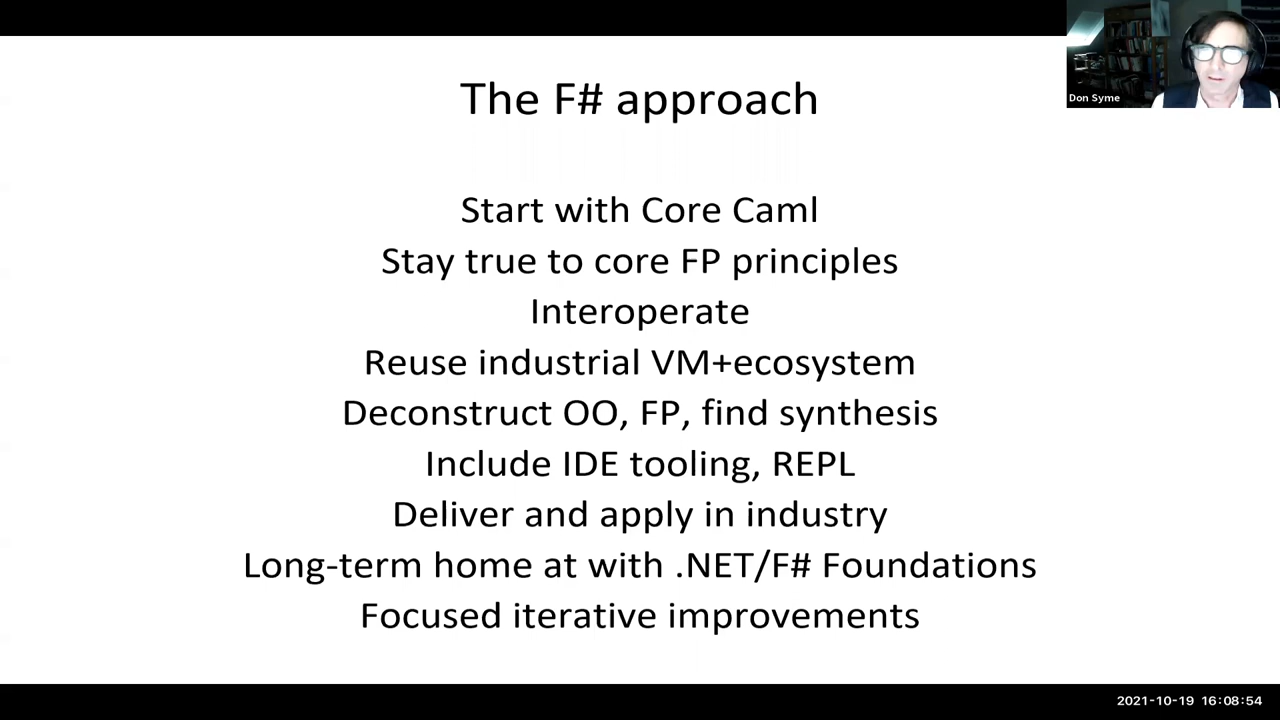 The F# approach
Don Syme
Start with Core Caml
Stay true to core FP principles
Interoperate
Reuse industrial VM+ecosystem
Deconstruct OO, FP, find synthesis
Include IDE tooling, REPL
Deliver and apply in industry
Long-term home at with .NET/F# Foundations
Focused iterative improvements
2021-10-19 16:08:54